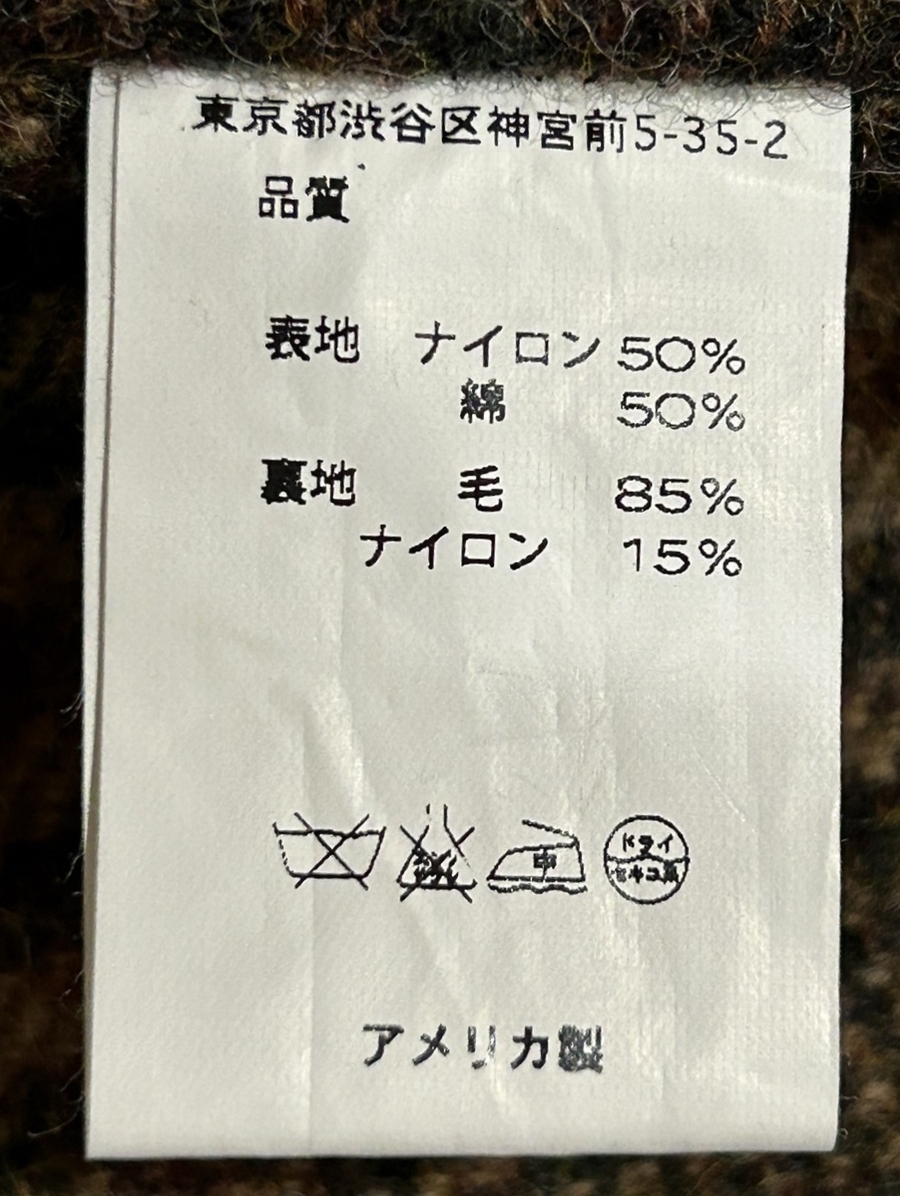 東京都渋谷区神宮前5-35-2
品質
表地 ナイロン 50%
綿 50%
裏地 毛 85%
ナイロン 15%
中 ドライ
セキユ系
アメリカ製